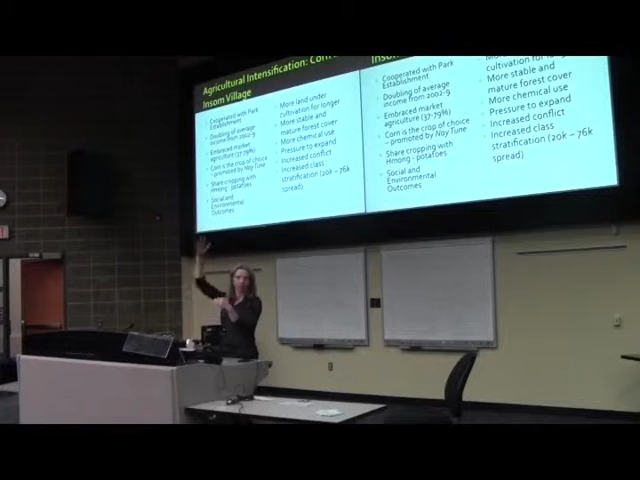 Agricultural Intensification:
Insom Village
Cooperated with Park
Establishment
Doubling of average
income from 2002-9
Embraced market
agriculture (37-79%)
Corn is the crop of choice
- promoted by Noy Tune
Share cropping with
Hmong - potatoes
Social and
Environmental
Outcomes
More land under
cultivation for longer
More stable and
mature forest cover
More chemical use
Pressure to expand
Increased conflict
Increased class
stratification (20k – 76k
spread)
Cooperated with Park
Establishment
Doubling of average
income from 2002-9
Embraced market
agriculture (37-79%)
Corn is the crop of choice
- promoted by Noy Tune
Share cropping with
Hmong - potatoes
Social and
Environmental
Outcomes
cultivation for longer
More stable and
mature forest cover
More chemical use
Pressure to expand
Increased conflict
Increased class
stratification (20k – 76k
spread)